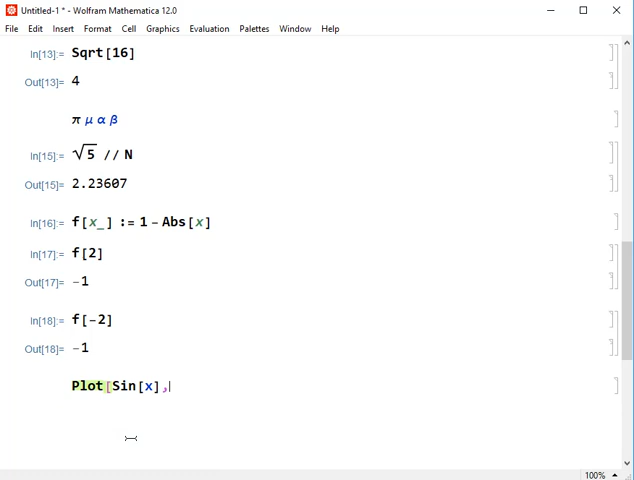 Untitled-1 * - Wolfram Mathematica 12.0
File Edit Insert Format Cell Graphics Evaluation Palettes Window Help
In[13]:= Sqrt[16]
Out[13]= 4
π μ α β
In[15]:= √5 // N
Out[15]= 2.23607
In[16]:= f[x_] := 1 - Abs[x]
In[17]:= f[2]
Out[17]= -1
In[18]:= f[-2]
Out[18]= -1
Plot[Sin[x],
100%